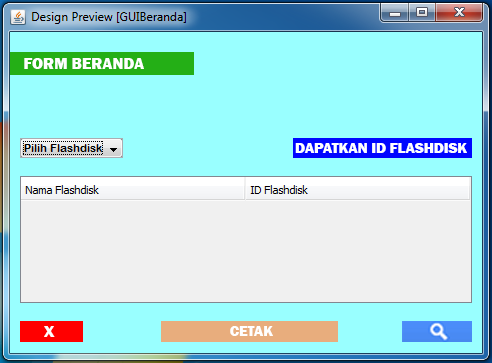 Design Preview [GUIBeranda]
FORM BERANDA
Pilih Flashdisk
DAPATKAN ID FLASHDISK
Nama Flashdisk
ID Flashdisk
X
CETAK